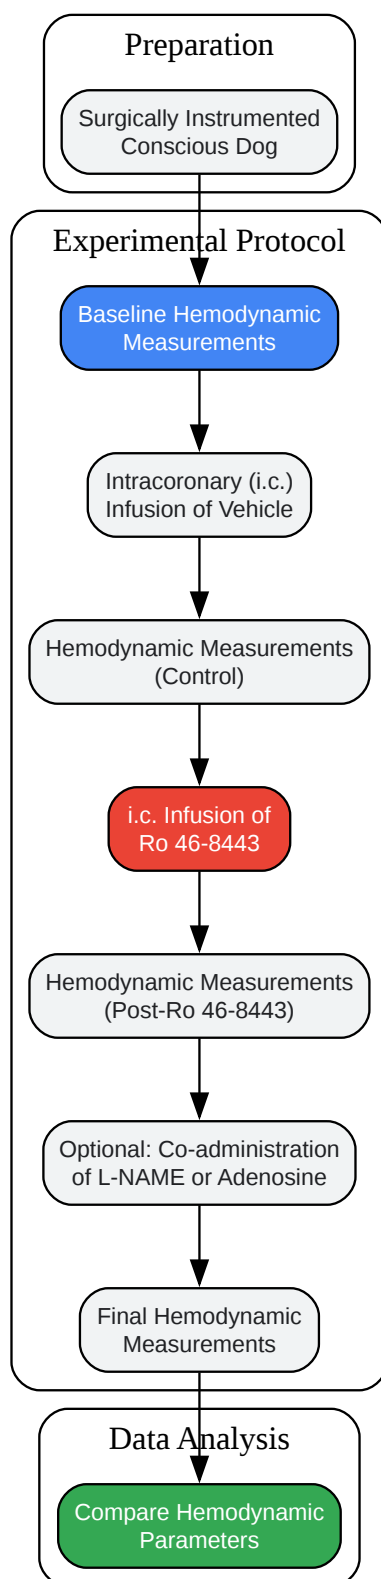 Preparation
Surgically Instrumented
Conscious Dog
Experimental Protocol
Baseline Hemodynamic
Measurements
Intracoronary (i.c.)
Infusion of Vehicle
Hemodynamic Measurements
(Control)
i.c. Infusion of
Ro 46-8443
Hemodynamic Measurements
(Post-Ro 46-8443)
Optional: Co-administration
of L-NAME or Adenosine
Final Hemodynamic
Measurements
Data Analysis
Compare Hemodynamic
Parameters